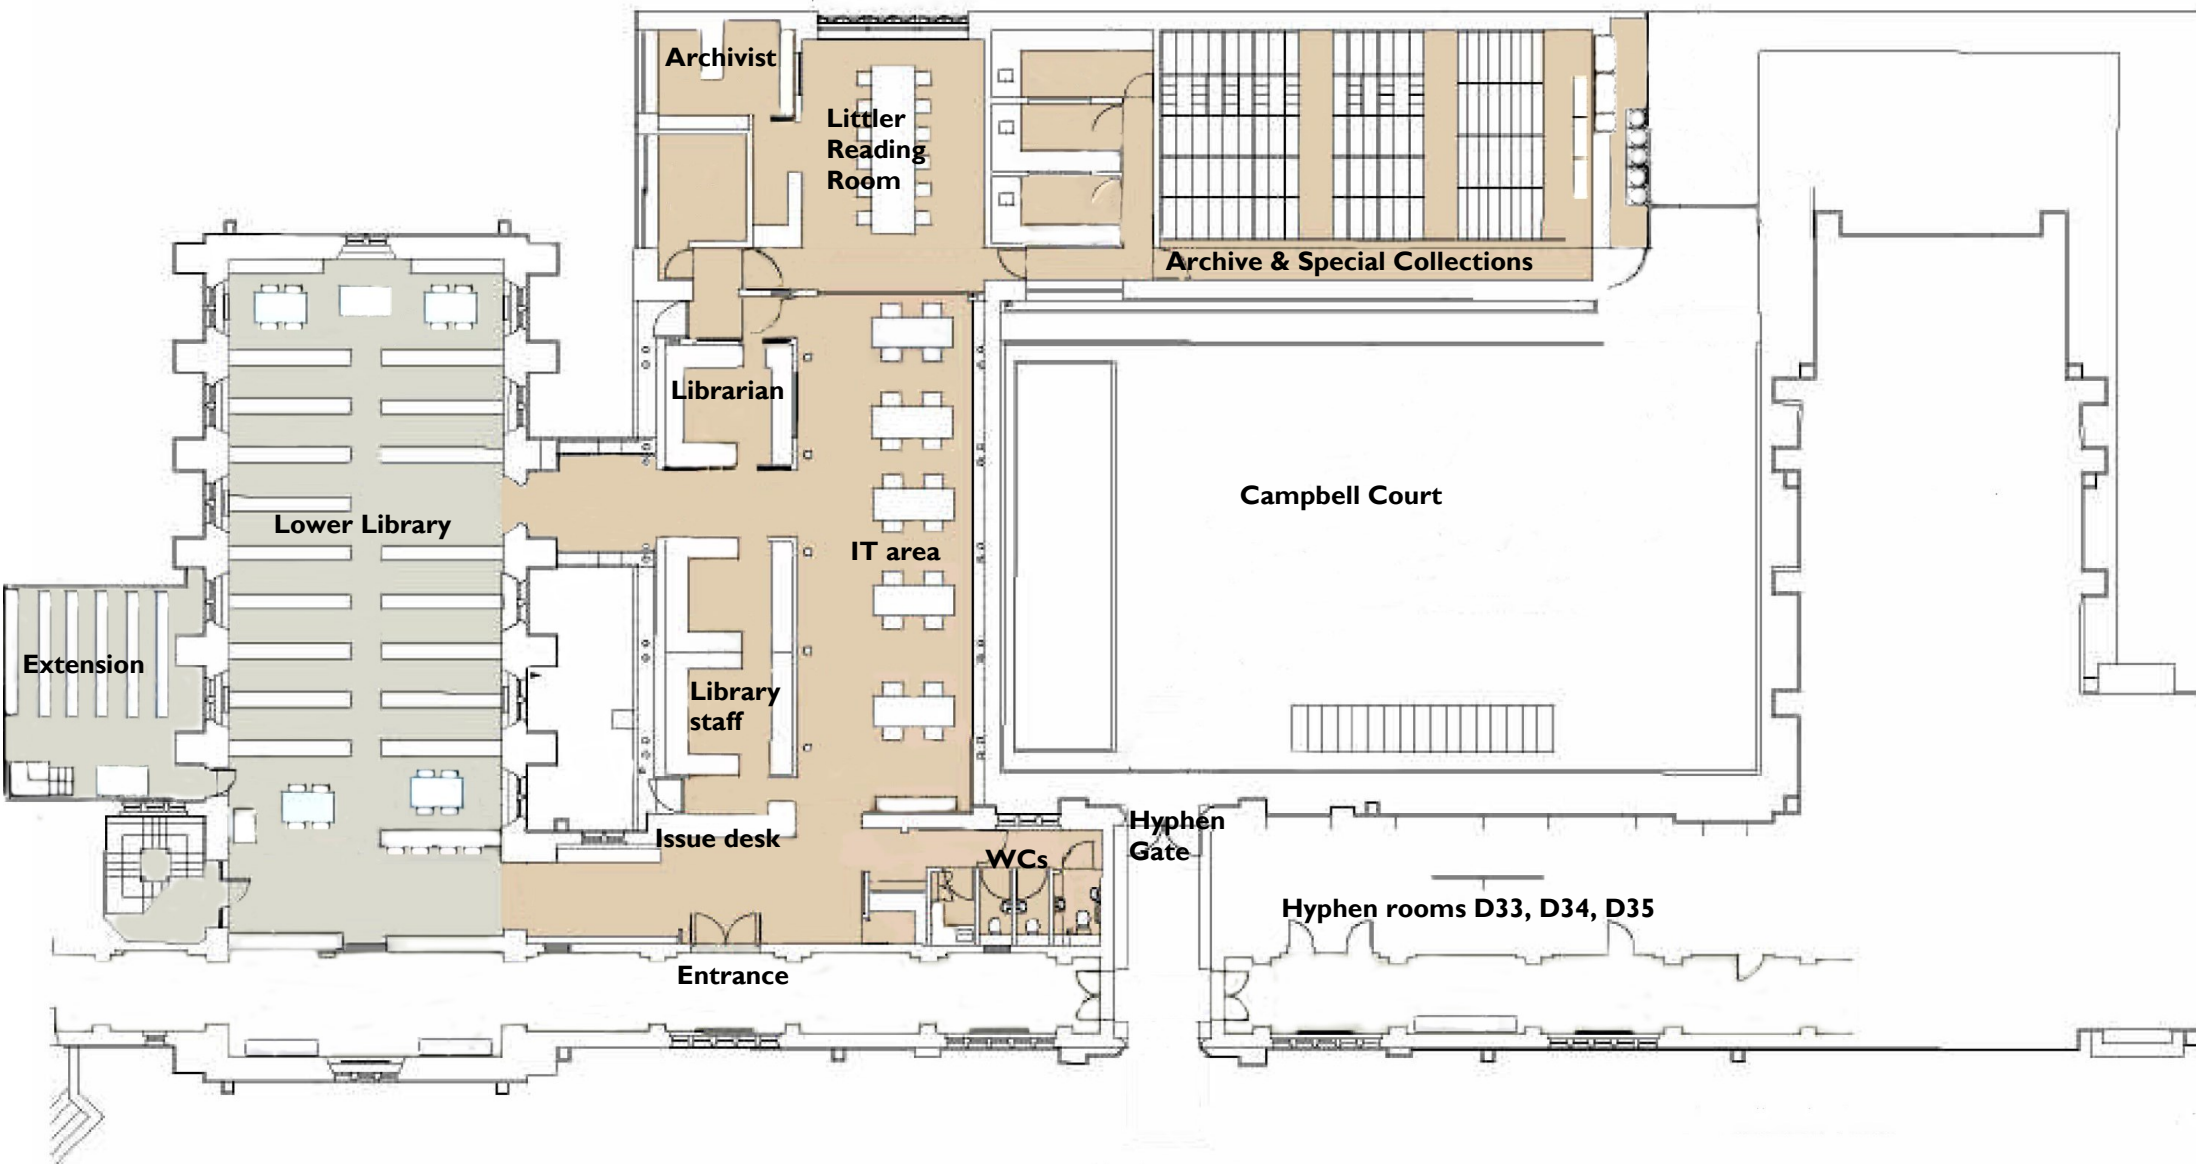 Archivist
Littler
Reading
Room
Archive & Special Collections
Librarian
Campbell Court
Lower Library
IT area
Extension
Library
staff
Issue desk
Hyphen
Gate
WCs
Hyphen rooms D33, D34, D35
Entrance